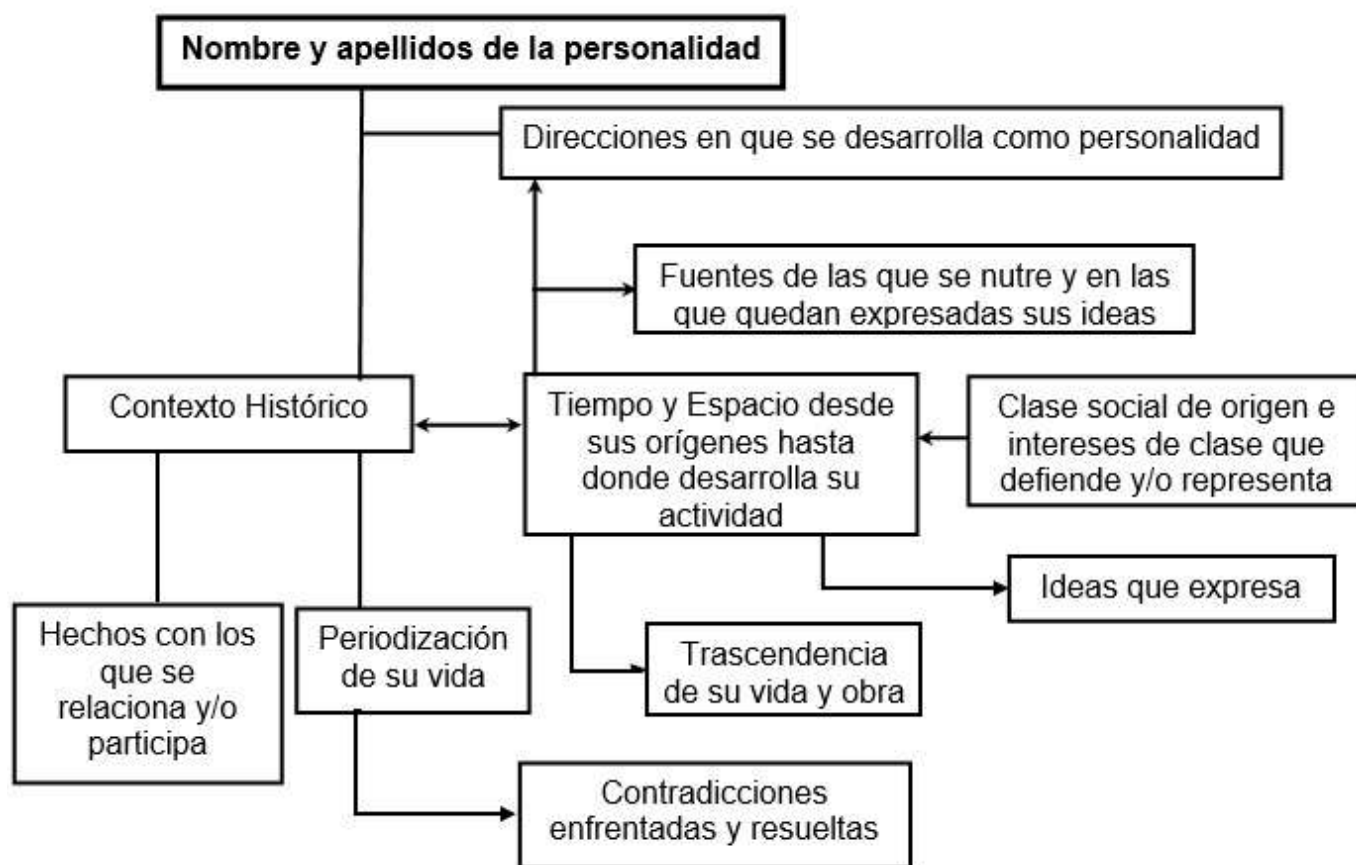 Nombre y apellidos de la personalidad
Direcciones en que se desarrolla como personalidad
Fuentes de las que se nutre y en las
que quedan expresadas sus ideas
Contexto Histórico
Tiempo y Espacio desde
sus orígenes hasta
donde desarrolla su
actividad
Clase social de origen e
intereses de clase que
defiende y/o representa
Ideas que expresa
Hechos con los
que se
relaciona y/o
participa
Periodización
de su vida
Trascendencia
de su vida y obra
Contradicciones
enfrentadas y resueltas